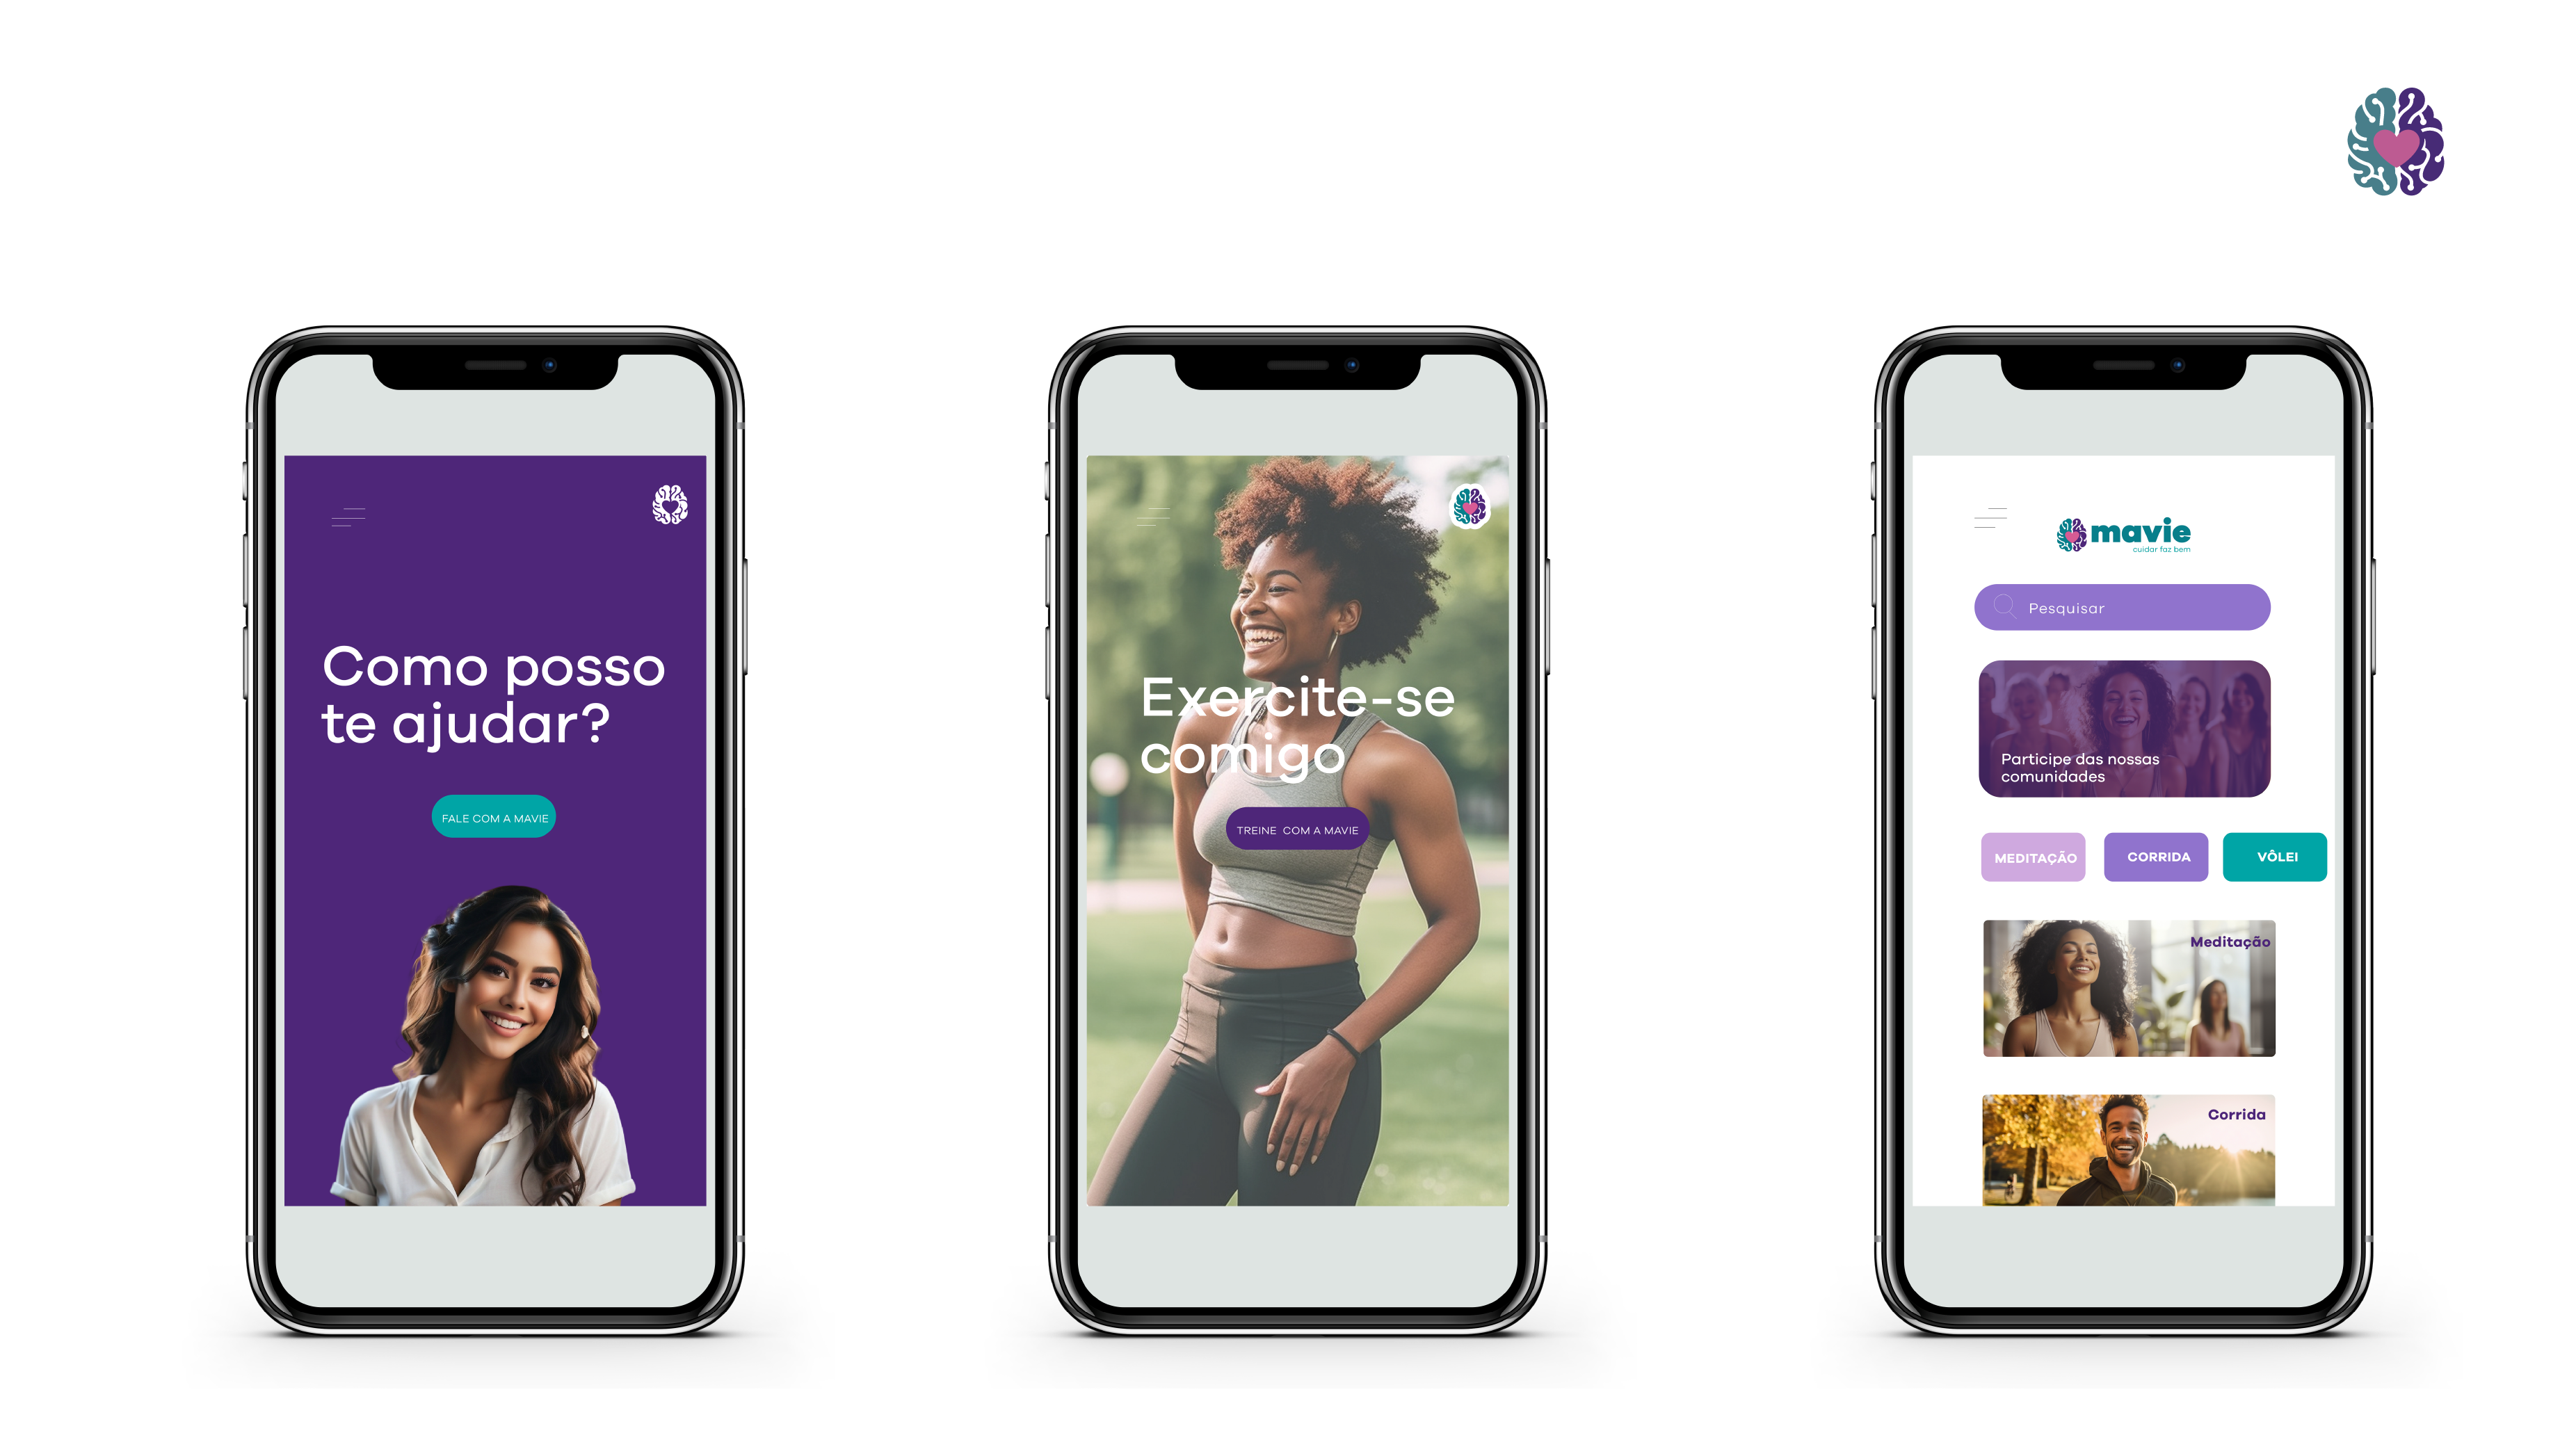 Como posso
te ajudar?
FALE COM A MAVIE
Exercite-se
comigo
TREINE COM A MAVIE
mavie
cuidar faz bem
Pesquisar
Participe das nossas
comunidades
MEDITAÇÃO
CORRIDA
VÔLEI
Meditação
Corrida